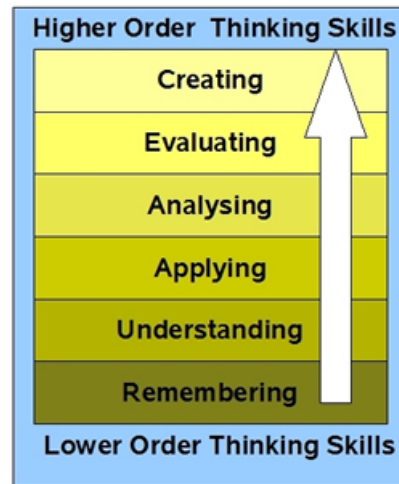 Higher Order Thinking Skills
Creating
Evaluating
Analysing
Applying
Understanding
Remembering
Lower Order Thinking Skills